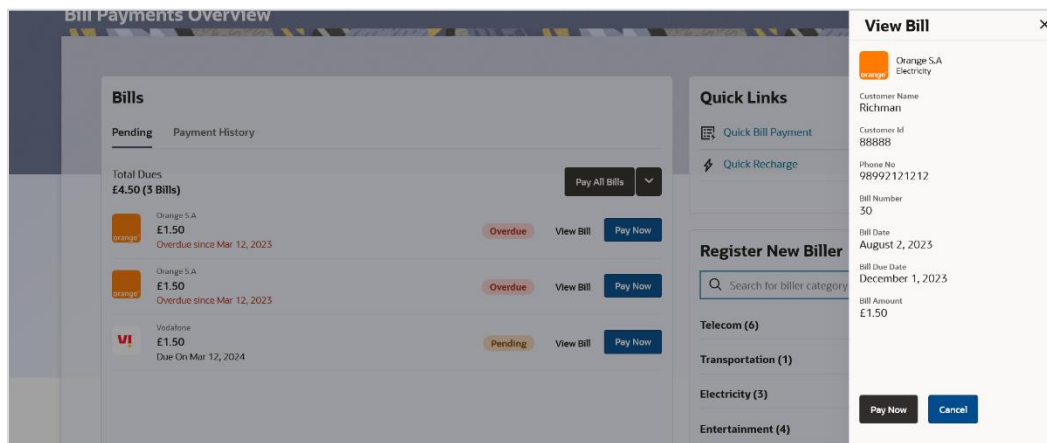 Bill Payments Overview
Bills
Pending Payment History
Total Dues
£4.50 (3 Bills)
Pay All Bills
orange
Orange S.A
£1.50
Overdue since Mar 12, 2023
Overdue View Bill Pay Now
orange
Orange S.A
£1.50
Overdue since Mar 12, 2023
Overdue View Bill Pay Now
Vodafone
£1.50
Due On Mar 12, 2024
Pending View Bill Pay Now
Quick Links
Quick Bill Payment
Quick Recharge
Register New Biller
Search for biller category
Telecom (6)
Transportation (1)
Electricity (3)
Entertainment (4)
View Bill
orange
Orange S.A
Electricity
Customer Name
Richman
Customer Id
88888
Phone No
98992121212
Bill Number
30
Bill Date
August 2, 2023
Bill Due Date
December 1, 2023
Bill Amount
£1.50
Pay Now Cancel